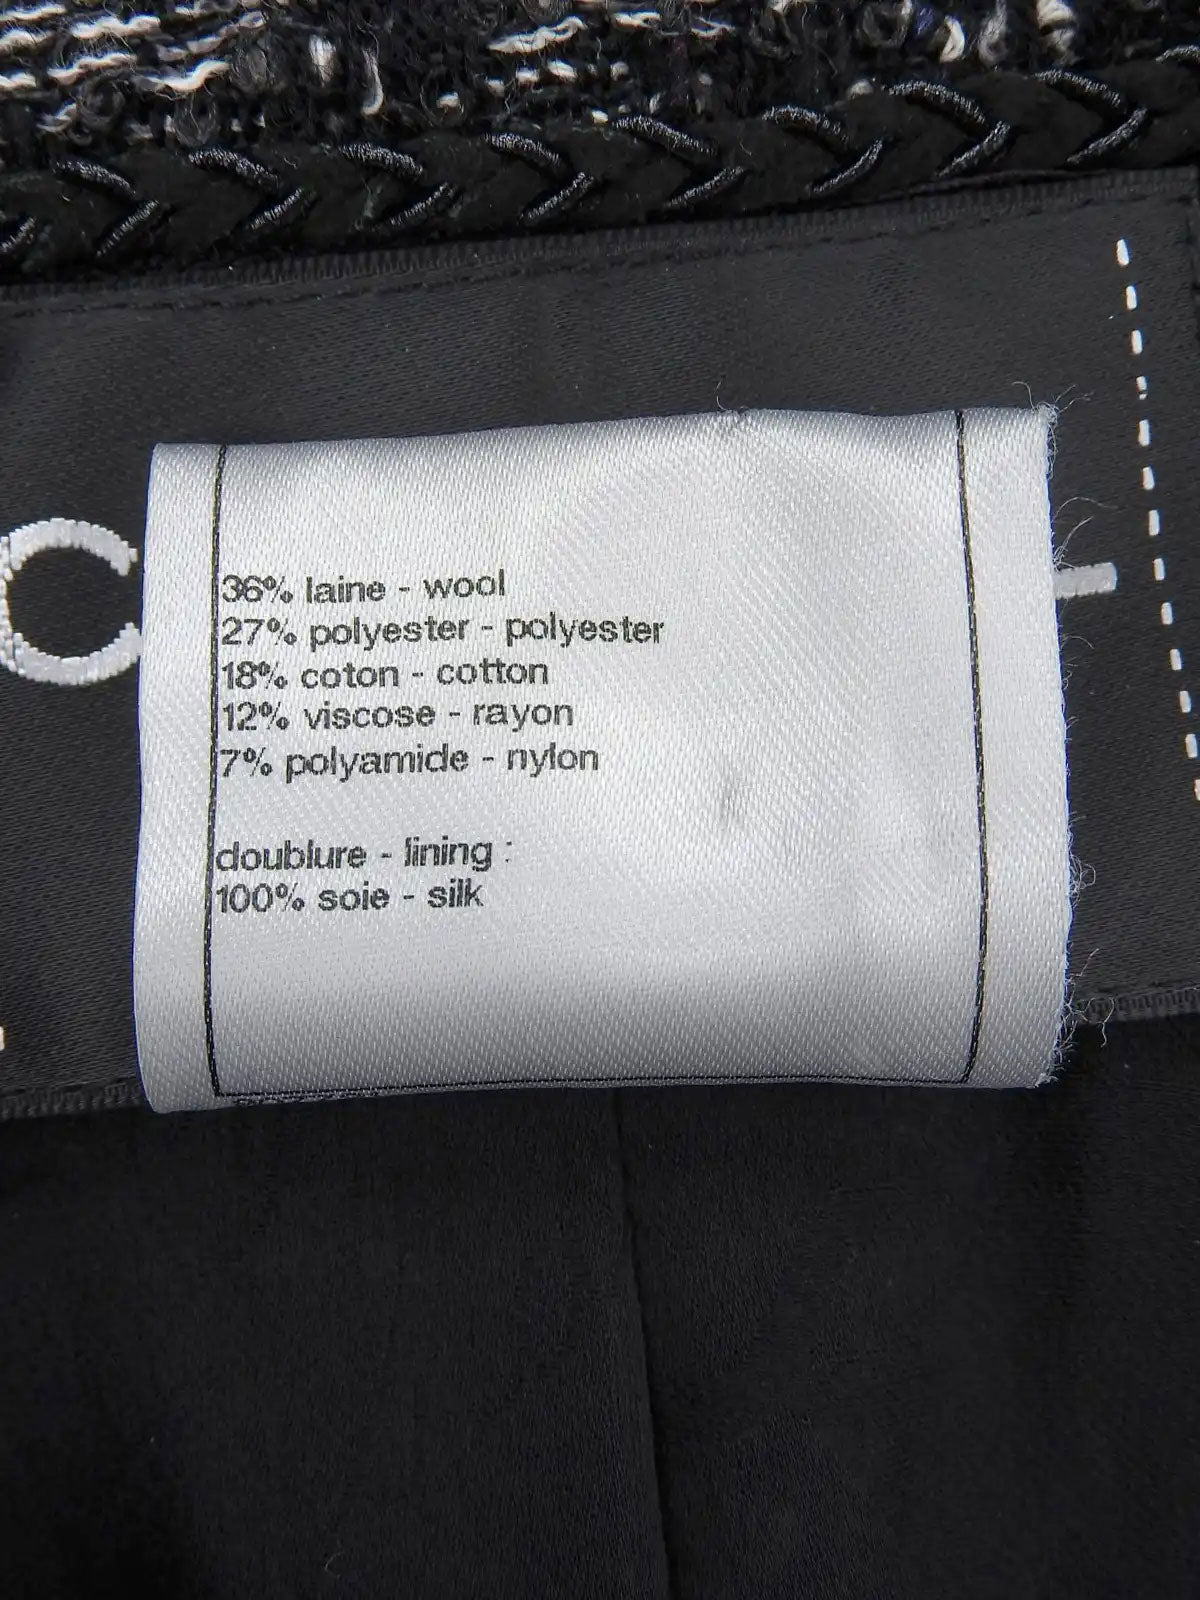 C
36% laine - wool
27% polyester - polyester
18% coton - cotton
12% viscose - rayon
7% polyamide - nylon
doublure - lining :
100% soie - silk